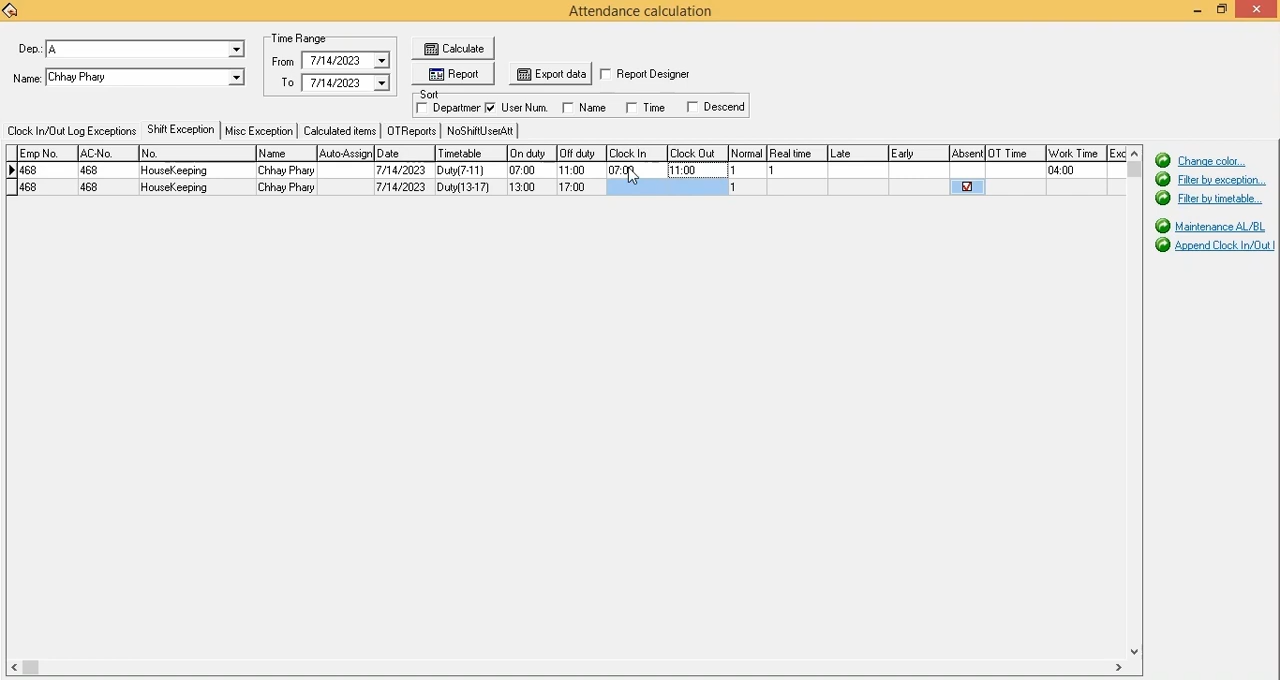 Attendance calculation
Dep.: A
Name: Chhay Phary
Time Range
From 7/14/2023
To 7/14/2023
Calculate
Report
Export data
Report Designer
Sort
Departmer User Num. Name Time Descend
Clock In/Out Log Exceptions Shift Exception Misc Exception Calculated items OTReports NoShiftUserAtt
Emp No. AC-No. No. Name Auto-Assign Date Timetable On duty Off duty Clock In Clock Out Normal Real time Late Early Absent OT Time Work Time Exc
468 468 HouseKeeping Chhay Phary 7/14/2023 Duty(7-11) 07:00 11:00 07:00 11:00 1 1 04:00
468 468 HouseKeeping Chhay Phary 7/14/2023 Duty(13-17) 13:00 17:00 1
Change color...
Filter by exception...
Filter by timetable...
Maintenance AL/BL
Append Clock In/Out